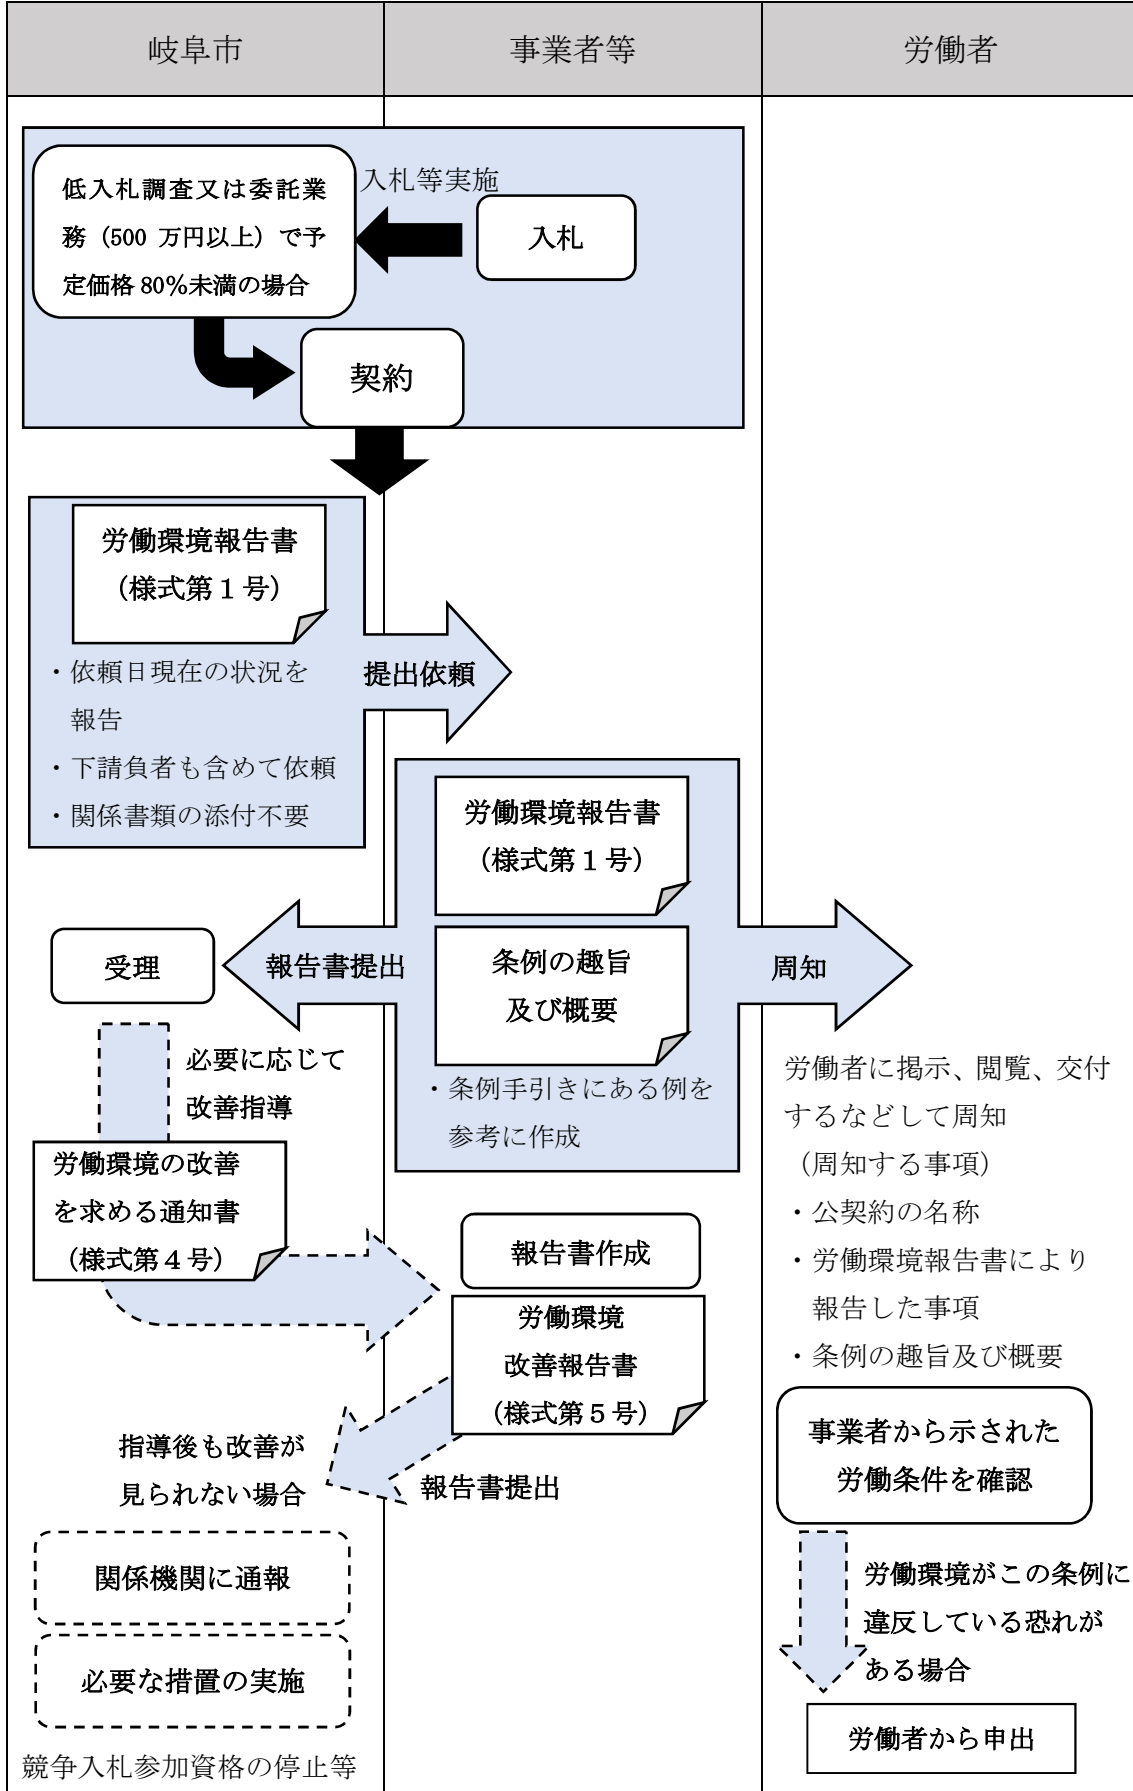 岐阜市
事業者等
労働者
入札等実施
低入札調査又は委託業
務（500 万円以上）で予
定価格 80%未満の場合
入札
契約
労働環境報告書
（様式第１号）
・依頼日現在の状況を
報告
・下請負者も含めて依頼
・関係書類の添付不要
提出依頼
労働環境報告書
（様式第１号）
条例の趣旨
及び概要
・条例手引きにある例を
参考に作成
報告書提出
受理
周知
必要に応じて
改善指導
労働環境の改善
を求める通知書
（様式第４号）
報告書作成
労働環境
改善報告書
（様式第５号）
報告書提出
指導後も改善が
見られない場合
関係機関に通報
必要な措置の実施
競争入札参加資格の停止等
労働者に掲示、閲覧、交付
するなどして周知
（周知する事項）
・公契約の名称
・労働環境報告書により
報告した事項
・条例の趣旨及び概要
事業者から示された
労働条件を確認
労働環境がこの条例に
違反している恐れが
ある場合
労働者から申出